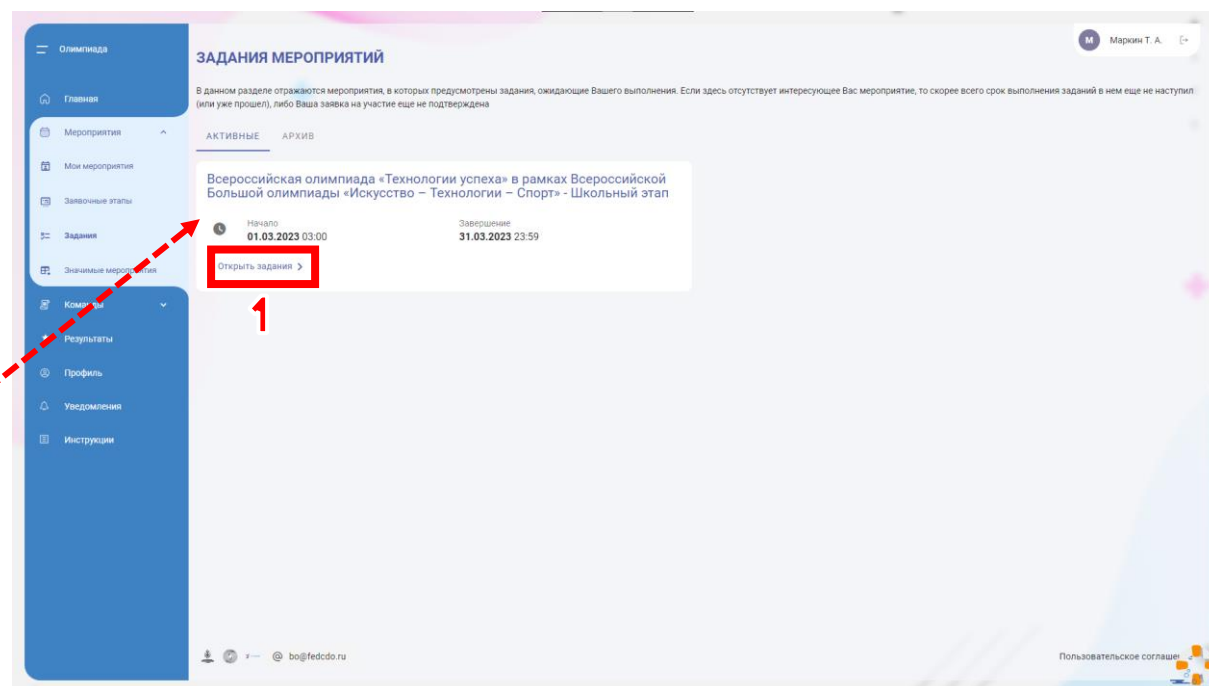 Олимпиада
Главная
Мероприятия
Мои мероприятия
Заявочные этапы
Задания
Значимые мероприятия
Команды
Результаты
Профиль
Уведомления
Инструкции
М Маркин Т. А.
ЗАДАНИЯ МЕРОПРИЯТИЙ
В данном разделе отражаются мероприятия, в которых предусмотрены задания, ожидающие Вашего выполнения. Если здесь отсутствует интересующее Вас мероприятие, то скорее всего срок выполнения заданий в нем еще не наступил
(или уже прошел), либо Ваша заявка на участие еще не подтверждена
АКТИВНЫЕ АРХИВ
Всероссийская олимпиада «Технологии успеха» в рамках Всероссийской
Большой олимпиады «Искусство – Технологии – Спорт» - Школьный этап
Начало Завершение
01.03.2023 03:00 31.03.2023 23:59
Открыть задания
1
@ bo@fedcdo.ru
Пользовательское соглаше